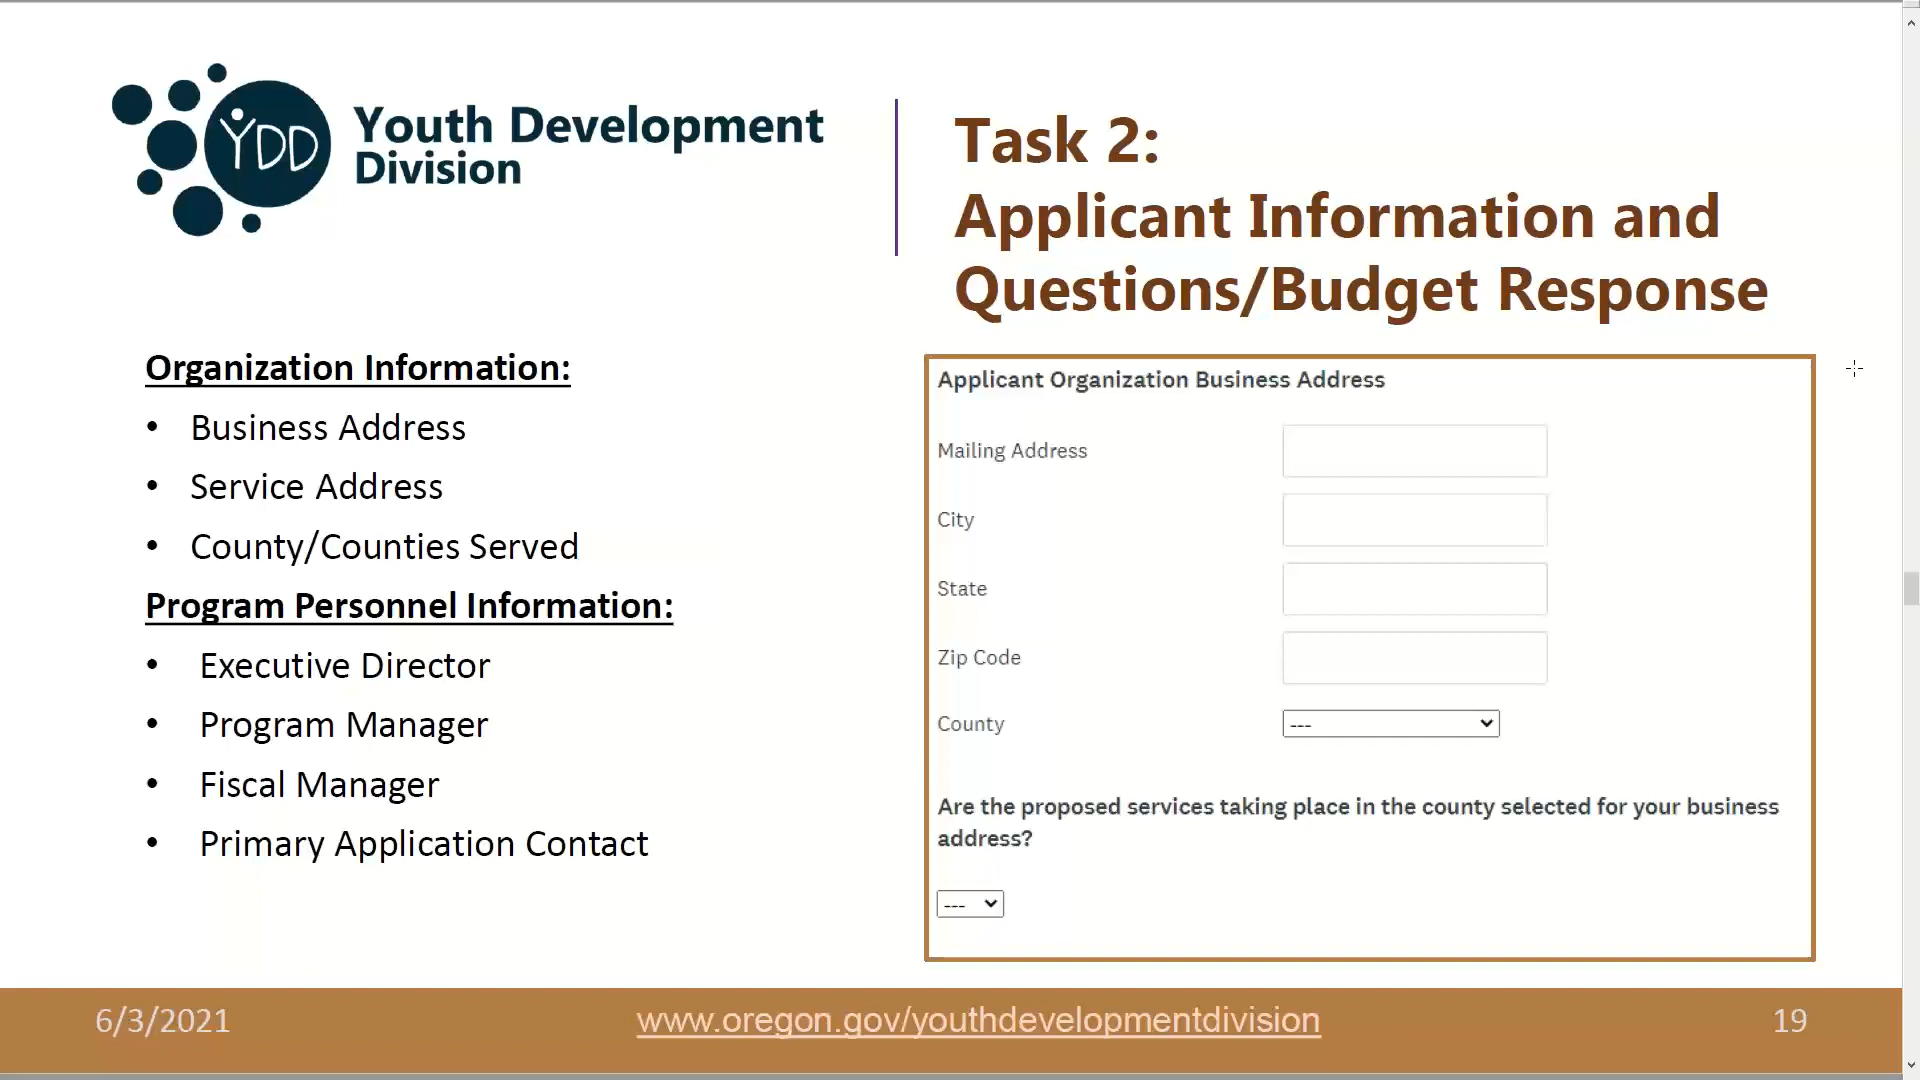 YDD
Youth Development
Division
Task 2:
Applicant Information and
Questions/Budget Response
Organization Information:
• Business Address
• Service Address
• County/Counties Served
Program Personnel Information:
• Executive Director
• Program Manager
• Fiscal Manager
• Primary Application Contact
Applicant Organization Business Address
Mailing Address
City
State
Zip Code
County ---
Are the proposed services taking place in the county selected for your business
address?
---
6/3/2021 www.oregon.gov/youthdevelopmentdivision 19